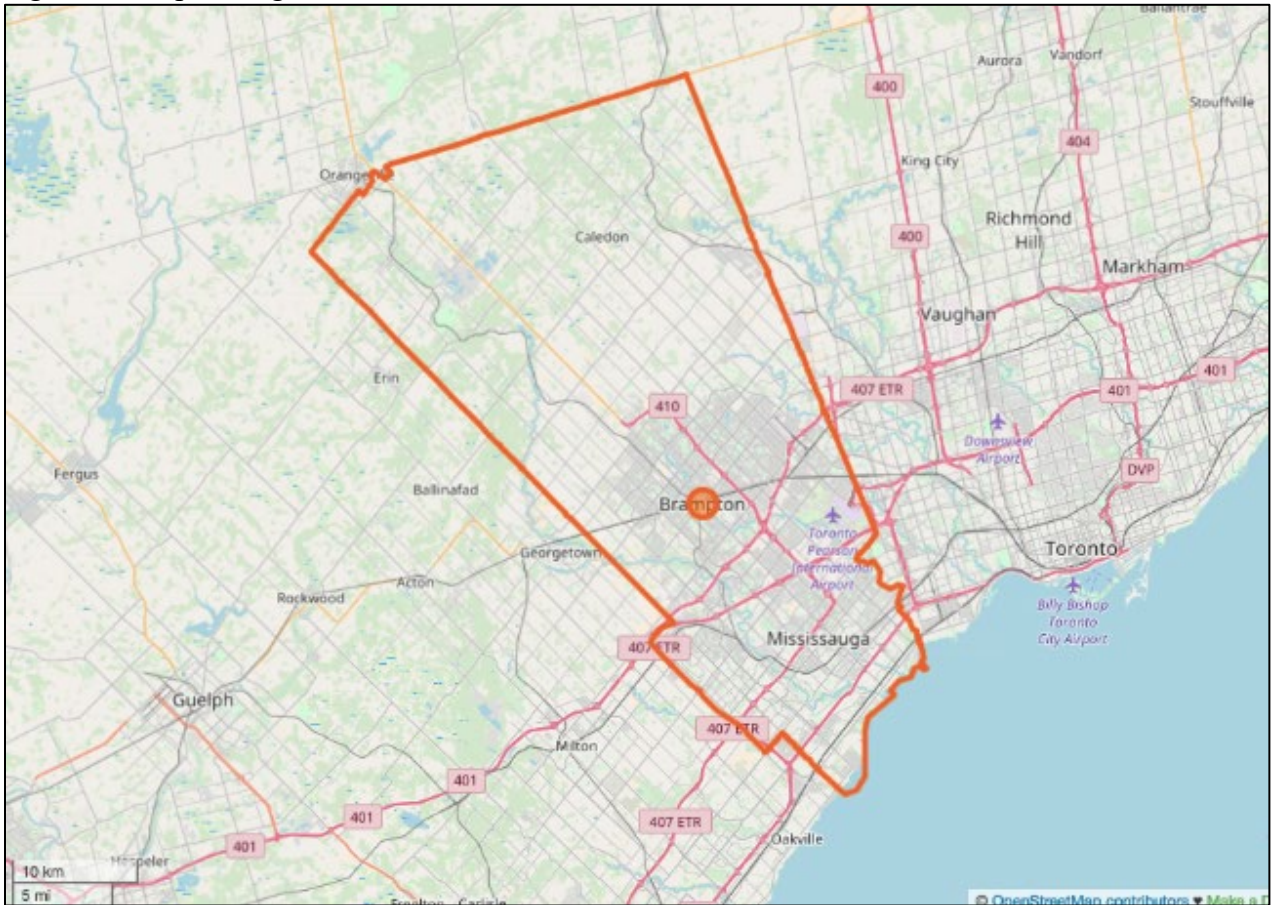 Ballantrae
Aurora
Vandorf
400
Stouffville
404
King City
Orangeville
Richmond
Hill
Caledon
400
Markham
Vaughan
Erin
407 ETR
401
401
410
Downsview
Airport
Fergus
DVP
Ballinafad
Brampton
Toronto
Pearson
International
Airport
Georgetown
Toronto
Acton
Rockwood
Billy Bishop
Toronto
City Airport
Mississauga
407 ETR
Guelph
407 ETR
Milton
401
401
407 ETR
401
Oakville
Hespeler
10 km
5 mi
Freelton
Carlisle
© OpenStreetMap contributors ♥ Make a D